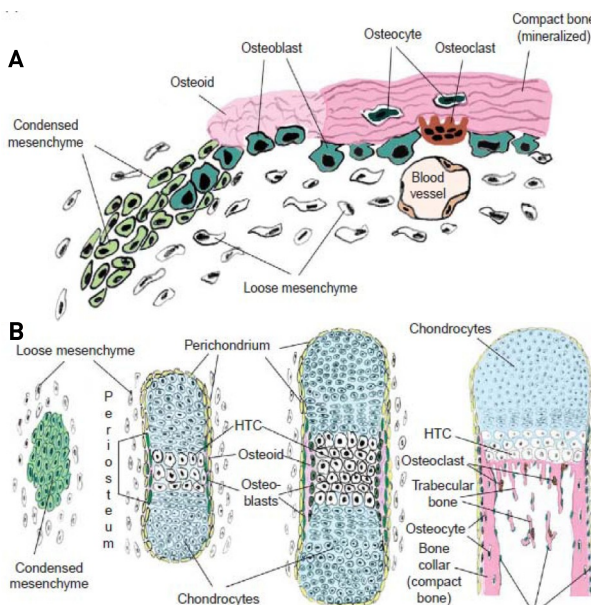 A
Osteoid
Osteoblast
Osteocyte
Osteoclast
Compact bone
(mineralized)
Condensed
mesenchyme
Blood
vessel
Loose mesenchyme
B
Loose mesenchyme
Condensed
mesenchyme
Periosteum
Perichondrium
HTC
Osteoid
Osteo-
blasts
Chondrocytes
Chondrocytes
HTC
Osteoclast
Trabecular
bone
Osteocyte
Bone
collar
(compact
bone)